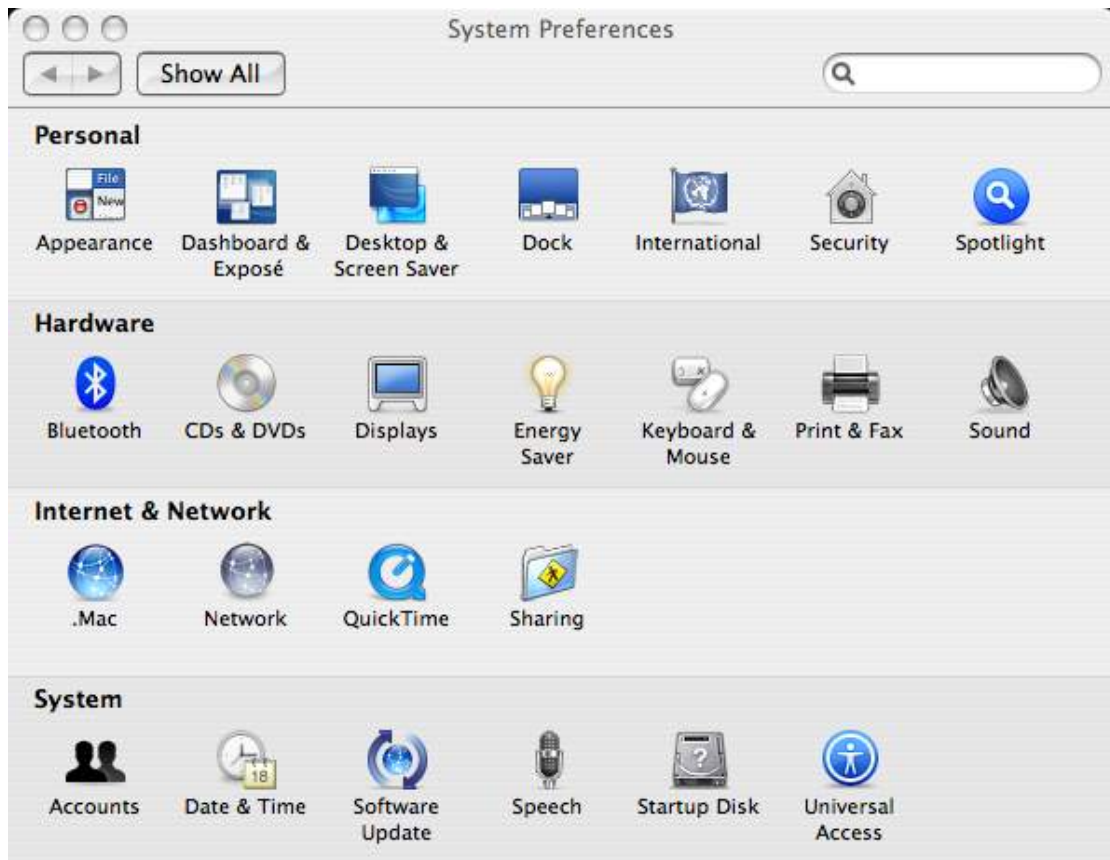 System Preferences
Show All
Personal
File
New
Appearance
Dashboard &
Exposé
Desktop &
Screen Saver
Dock
International
Security
Spotlight
Hardware
Bluetooth
CDs & DVDs
Displays
Energy
Saver
Keyboard &
Mouse
Print & Fax
Sound
Internet & Network
.Mac
Network
QuickTime
Sharing
System
Accounts
18
Date & Time
Software
Update
Speech
?
Startup Disk
Universal
Access